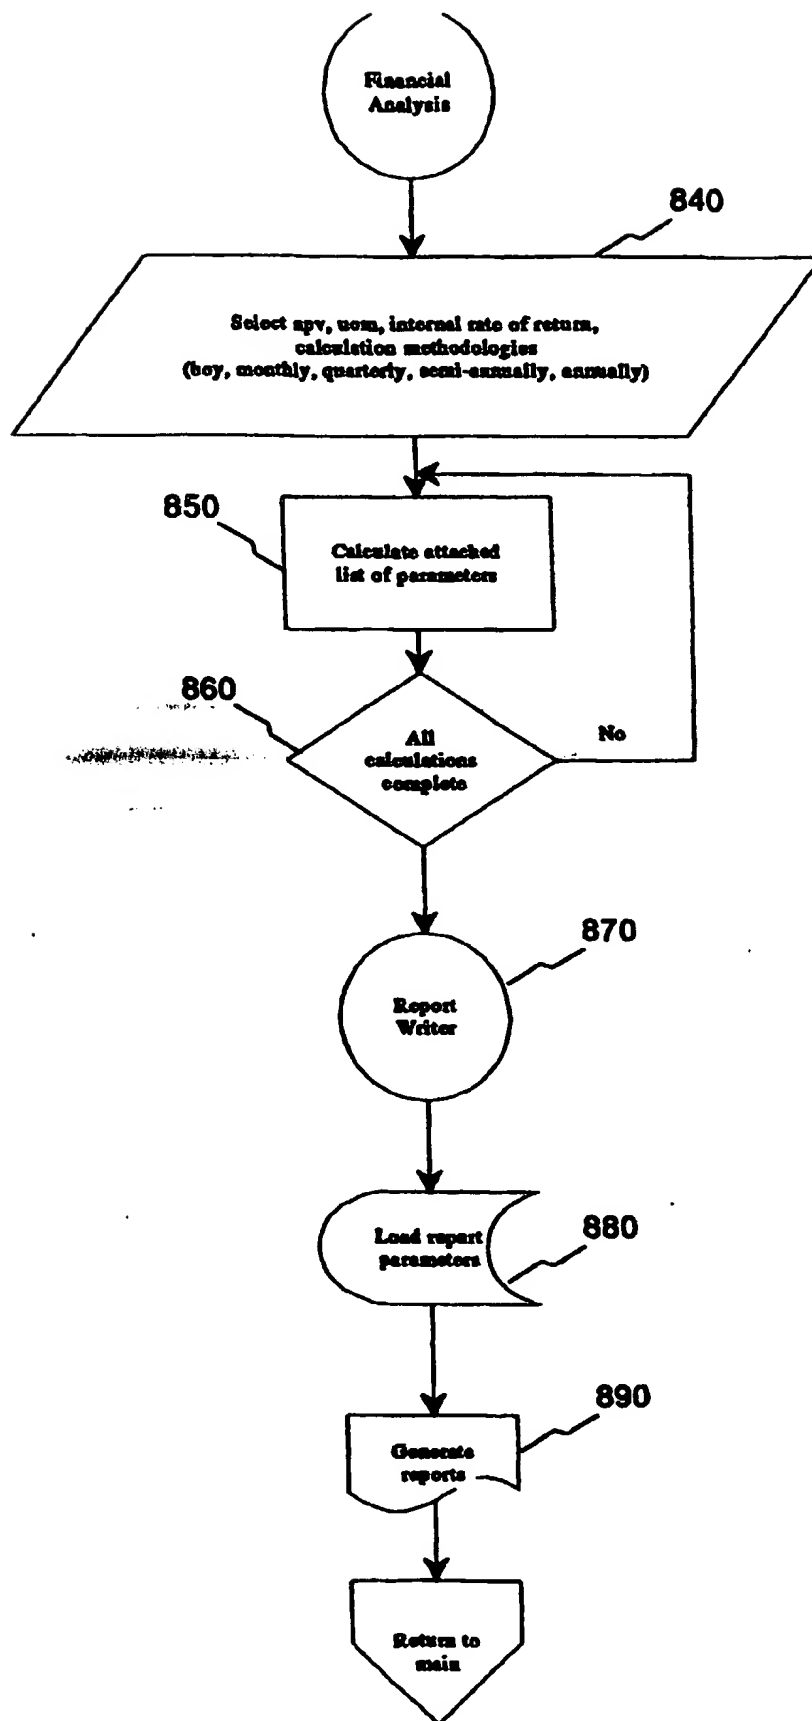 Financial
Analysis
840
Select npv, uom, internal rate of return,
calculation methodologies
(boy, monthly, quarterly, semi-annually, annually)
850
Calculate attached
list of parameters
860
All
calculations
complete
No
870
Report
Writer
Load report
parameters
880
890
Generate
reports
Return to
main